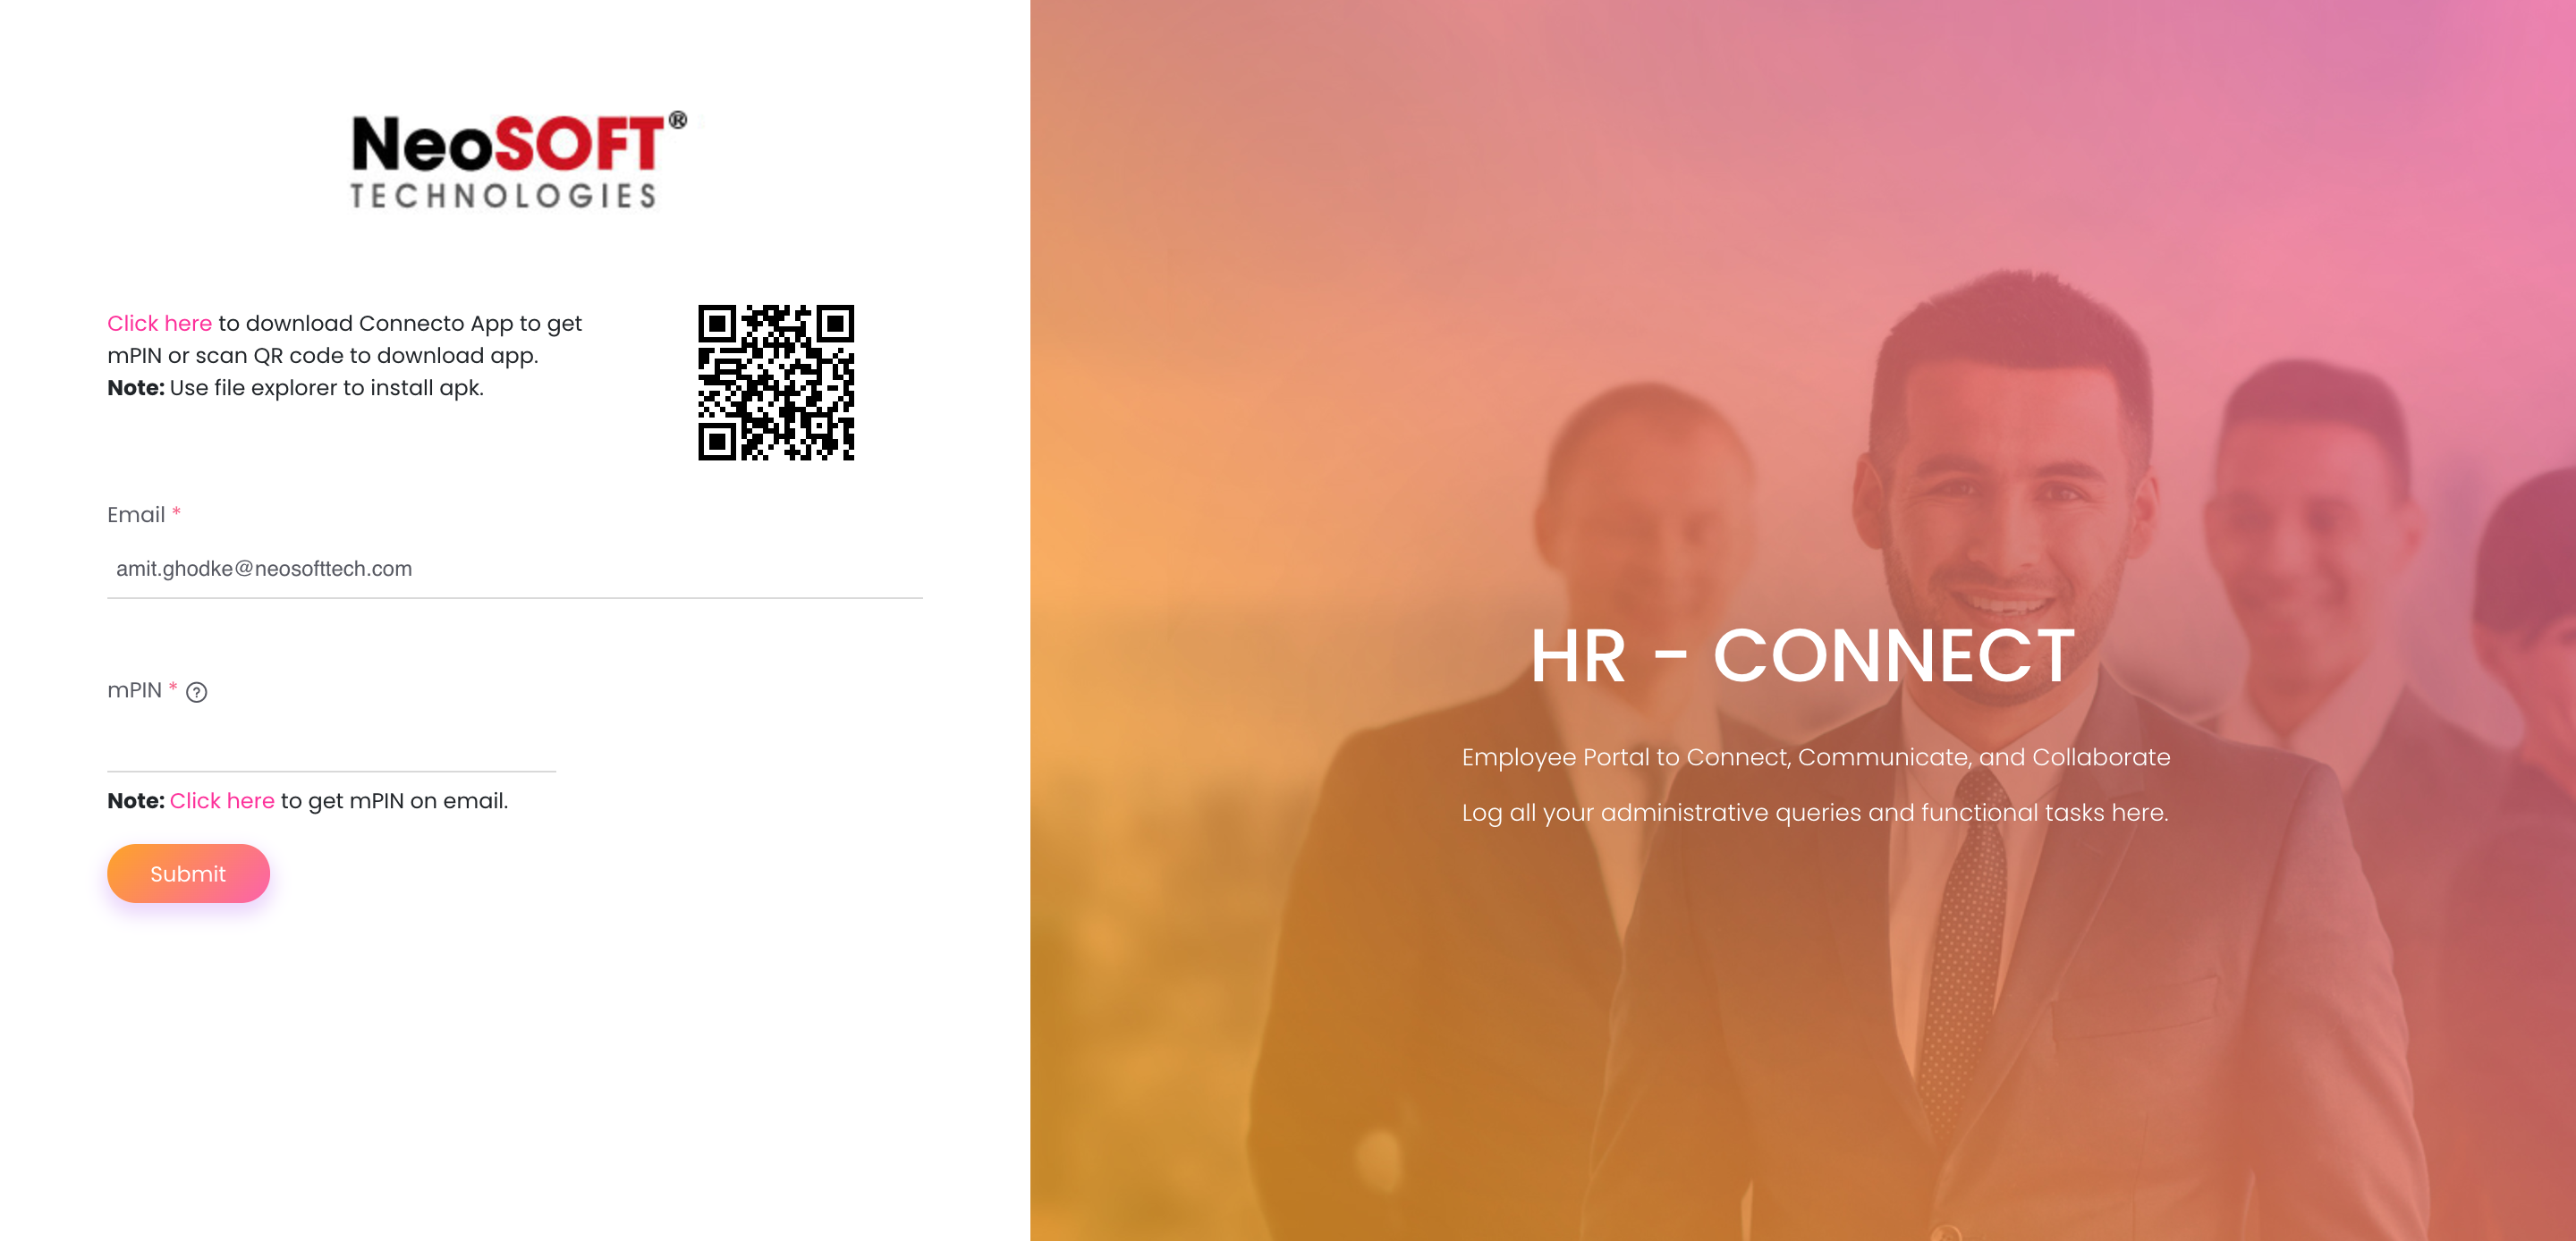 NeoSOFT®
TECHNOLOGIES
Click here to download Connecto App to get
mPIN or scan QR code to download app.
Note: Use file explorer to install apk.
Email *
amit.ghodke@neosofttech.com
mPIN * ?
Note: Click here to get mPIN on email.
Submit
HR - CONNECT
Employee Portal to Connect, Communicate, and Collaborate
Log all your administrative queries and functional tasks here.